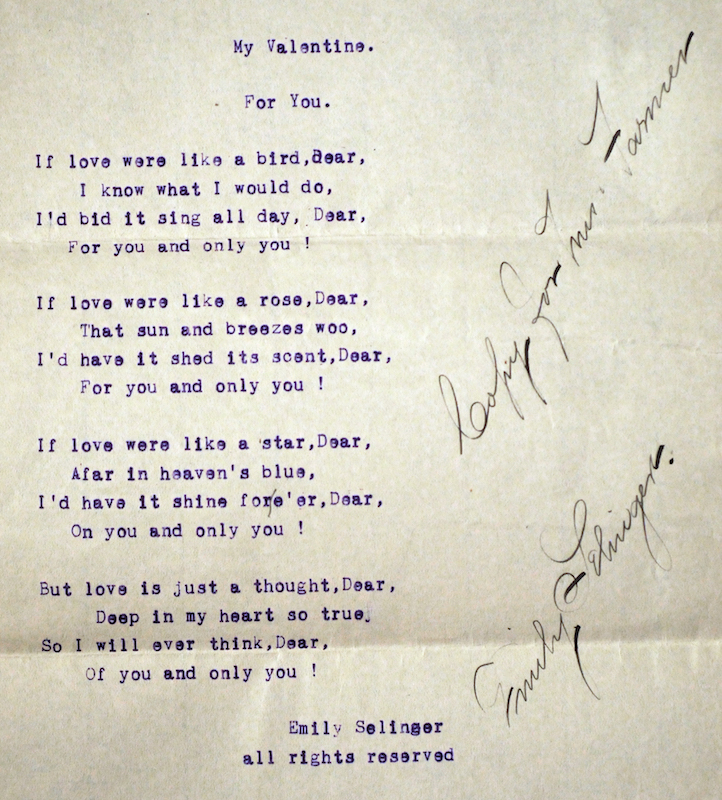 My Valentine.
For You.
If love were like a bird,dear,
I know what I would do,
I'd bid it sing all day, Dear,
For you and only you !
If love were like a rose,Dear,
That sun and breezes woo,
I'd have it shed its scent,Dear,
For you and only you !
If love were like a star,Dear,
Afar in heaven's blue,
I'd have it shine fore'er,Dear,
On you and only you !
But love is just a thought,Dear,
Deep in my heart so true.
So I will ever think,Dear,
Of you and only you !
Emily Selinger
all rights reserved
Copy for Mrs. Farmer
Emily Selinger.